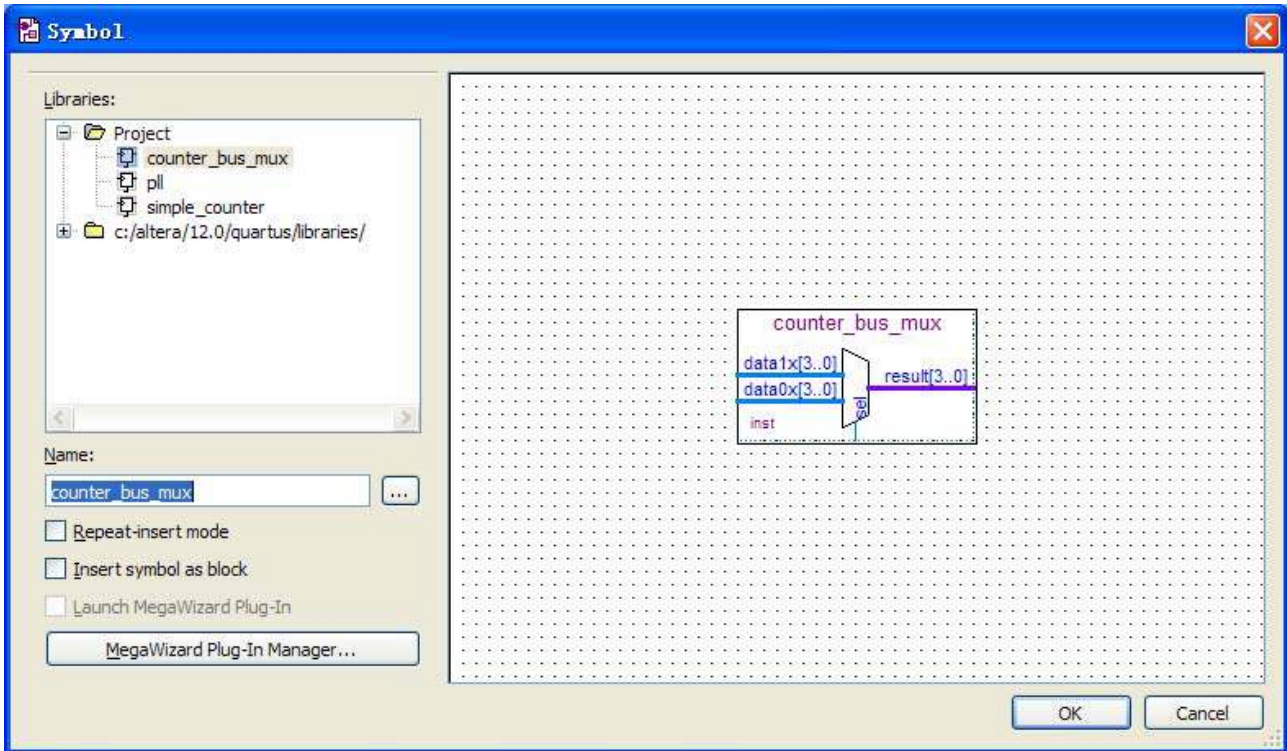 Symbol
Libraries:
Project
counter_bus_mux
pll
simple_counter
c:/altera/12.0/quartus/libraries/
Name:
counter_bus_mux
...
Repeat-insert mode
Insert symbol as block
Launch MegaWizard Plug-In
MegaWizard Plug-In Manager...
counter_bus_mux
data1x[3..0]
result[3..0]
data0x[3..0]
sel
inst
OK
Cancel